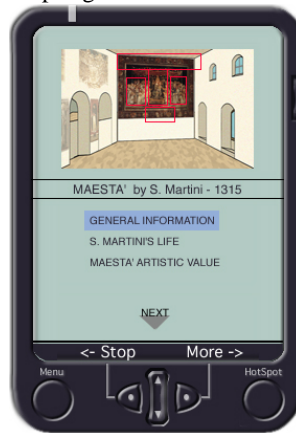 MAESTA' by S. Martini - 1315
GENERAL INFORMATION
S. MARTINI'S LIFE
MAESTA' ARTISTIC VALUE
NEXT
<- Stop More ->
Menu HotSpot